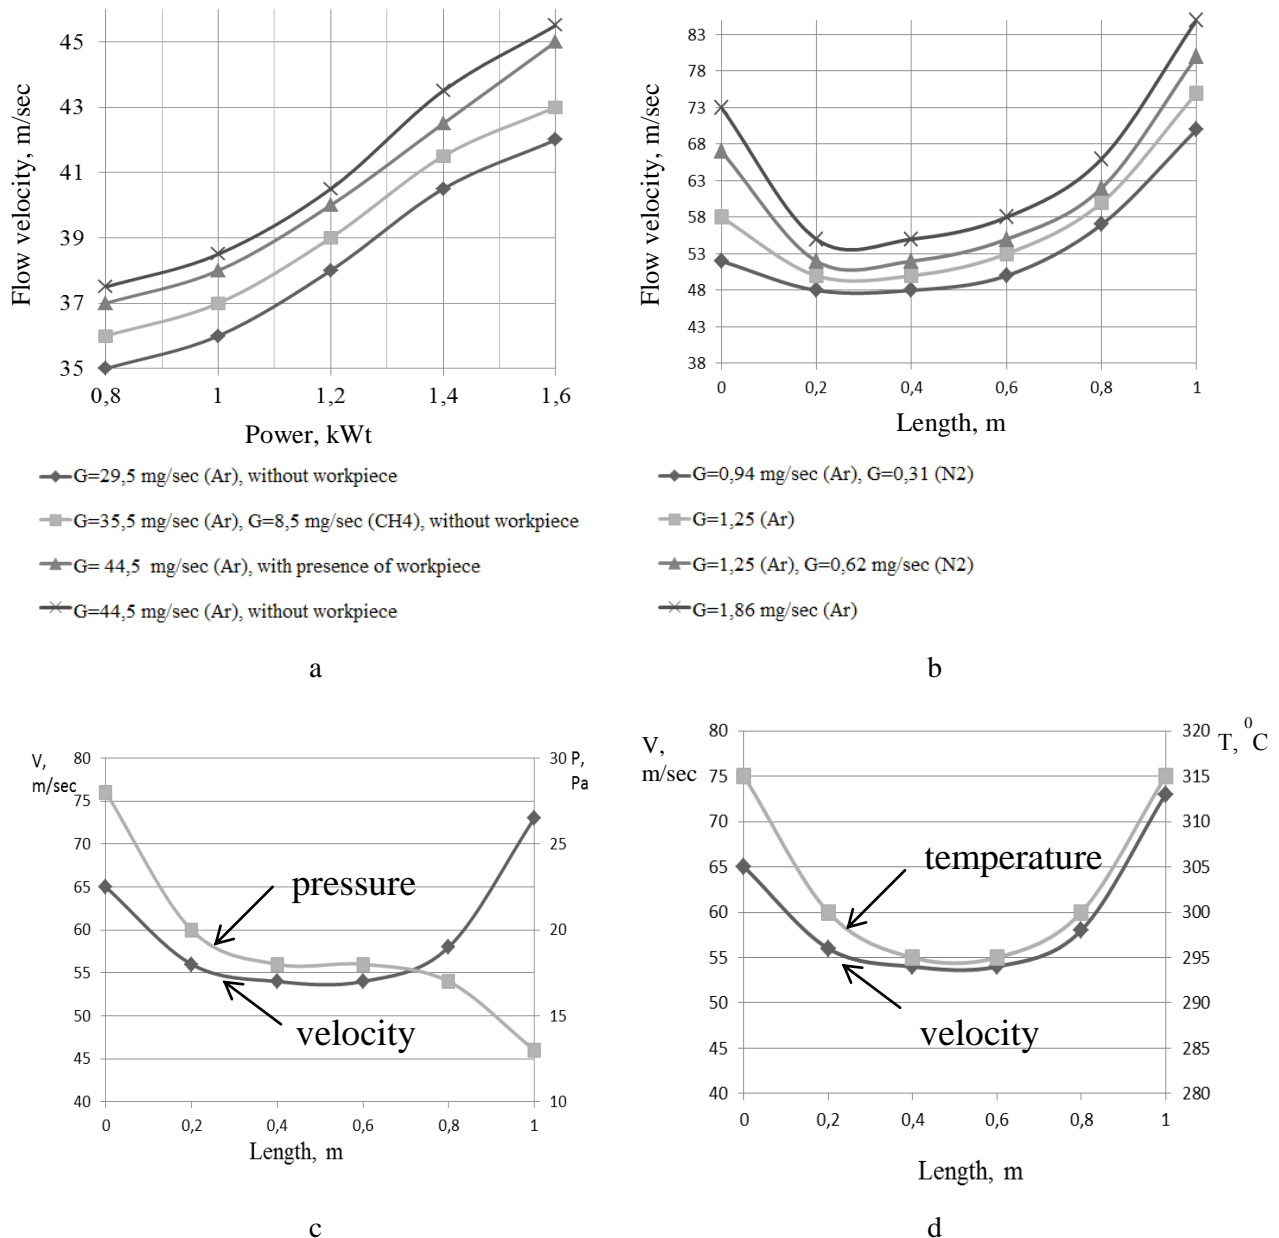 Flow velocity, m/sec
45
43
41
39
37
35
0,8 1 1,2 1,4 1,6
Power, kWt
G=29,5 mg/sec (Ar), without workpiece
G=35,5 mg/sec (Ar), G=8,5 mg/sec (CH4), without workpiece
G= 44,5 mg/sec (Ar), with presence of workpiece
G=44,5 mg/sec (Ar), without workpiece
a
Flow velocity, m/sec
83
78
73
68
63
58
53
48
43
38
0 0,2 0,4 0,6 0,8 1
Length, m
G=0,94 mg/sec (Ar), G=0,31 (N2)
G=1,25 (Ar)
G=1,25 (Ar), G=0,62 mg/sec (N2)
G=1,86 mg/sec (Ar)
b
V,
m/sec
80
75
70
65
60
55
50
45
40
30
25
20
15
10
P,
Pa
pressure
velocity
0 0,2 0,4 0,6 0,8 1
Length, m
c
V,
m/sec
80
75
70
65
60
55
50
45
40
320
315
310
305
300
295
290
285
280
T, ⁰C
temperature
velocity
0 0,2 0,4 0,6 0,8 1
Length, m
d